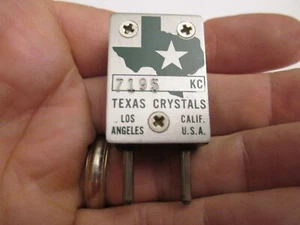 7195 KC
TEXAS CRYSTALS
LOS CALIF.
ANGELES U.S.A.